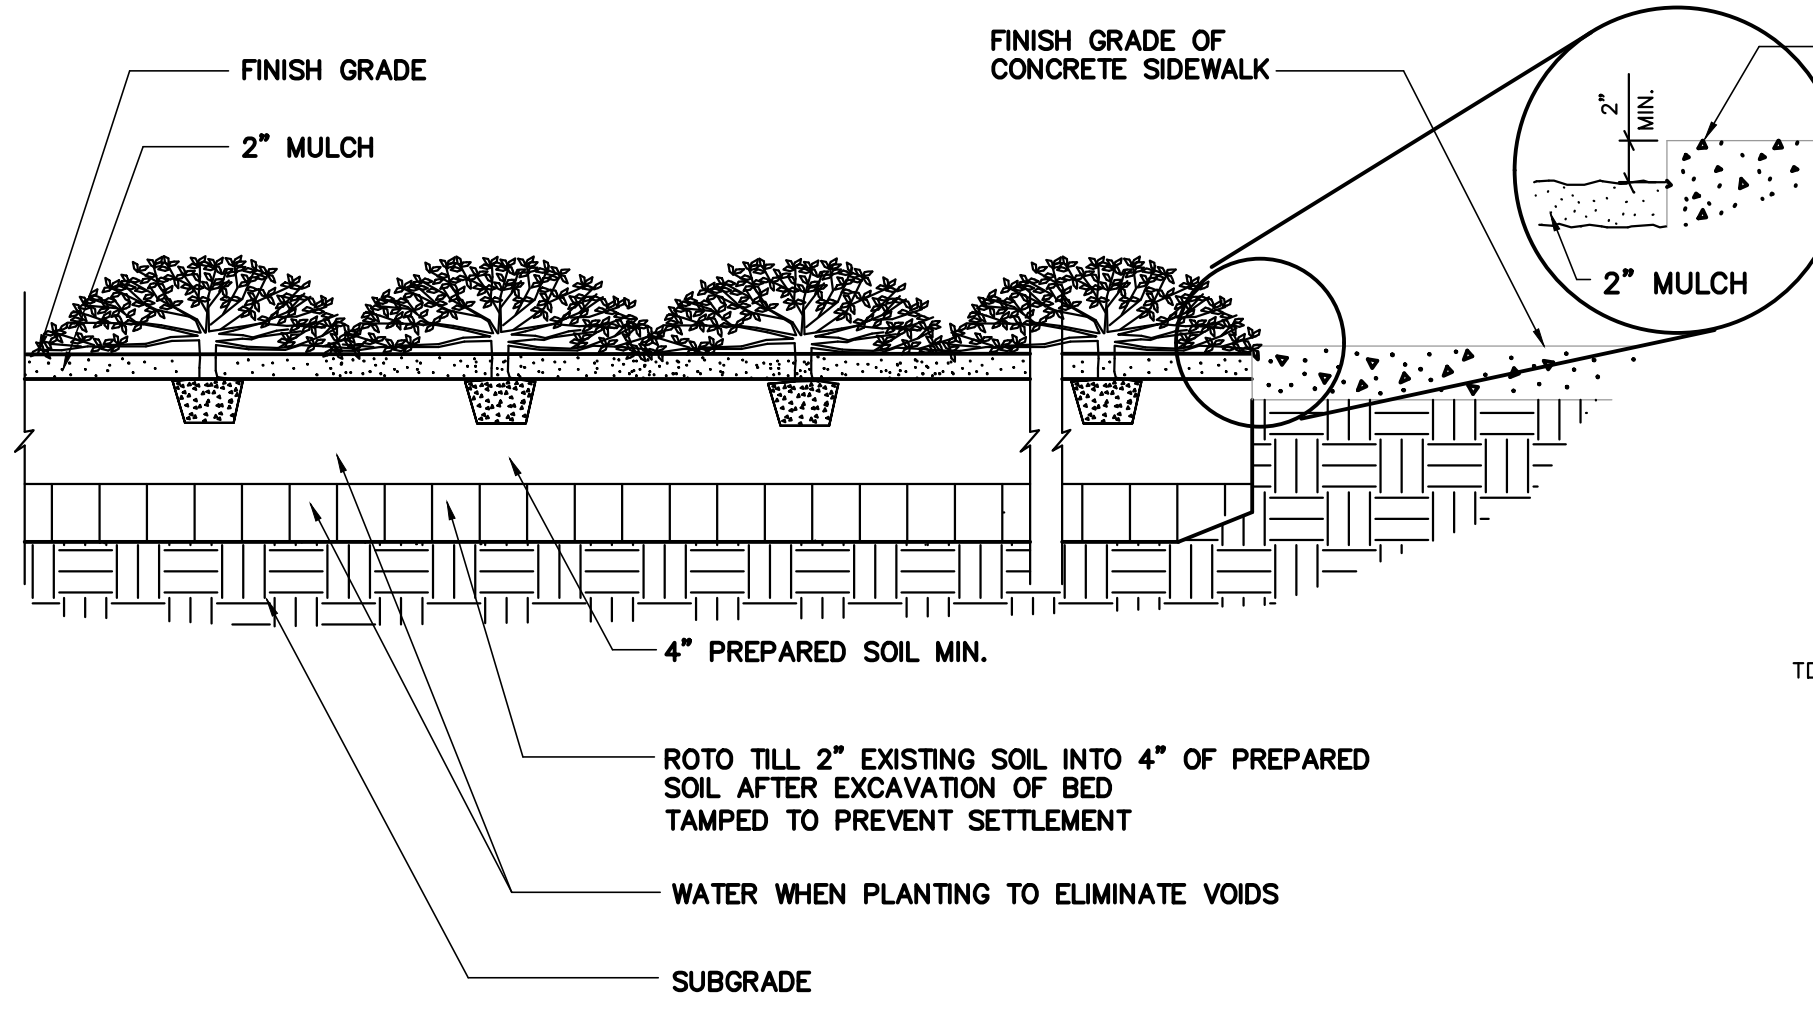 FINISH GRADE
2" MULCH
FINISH GRADE OF
CONCRETE SIDEWALK
2"
MIN.
2" MULCH
4" PREPARED SOIL MIN.
ROTO TILL 2" EXISTING SOIL INTO 4" OF PREPARED
SOIL AFTER EXCAVATION OF BED
TAMPED TO PREVENT SETTLEMENT
WATER WHEN PLANTING TO ELIMINATE VOIDS
SUBGRADE